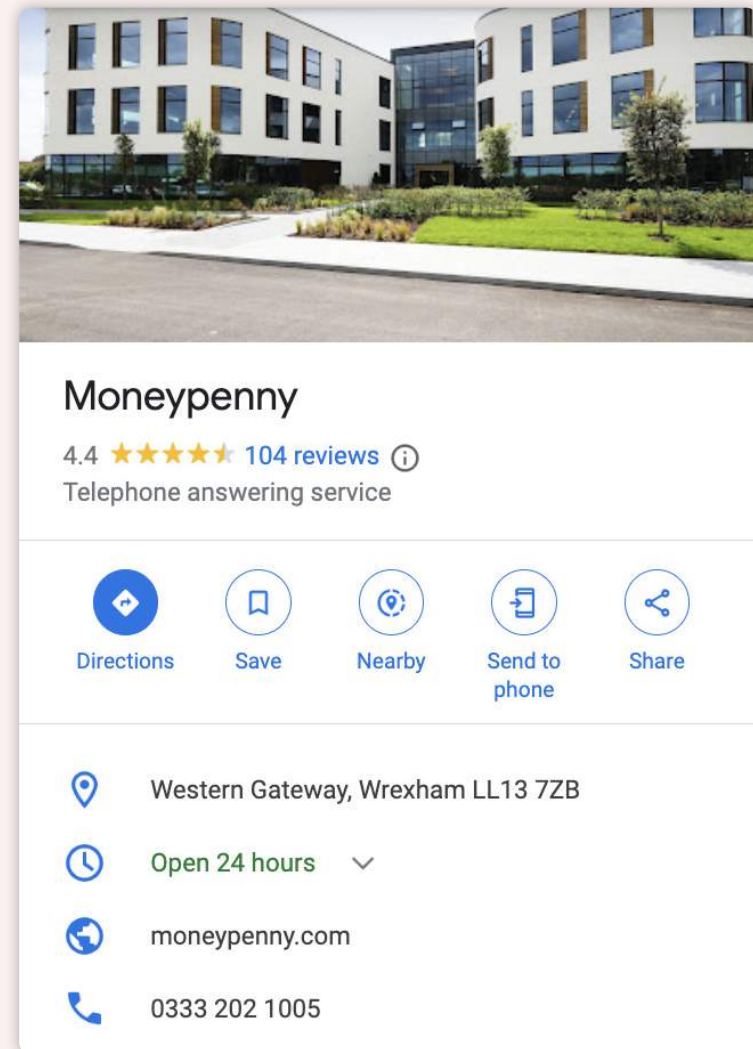 Moneypenny
4.4 104 reviews
Telephone answering service
Directions
Save
Nearby
Send to
phone
Share
Western Gateway, Wrexham LL13 7ZB
Open 24 hours
moneypenny.com
0333 202 1005